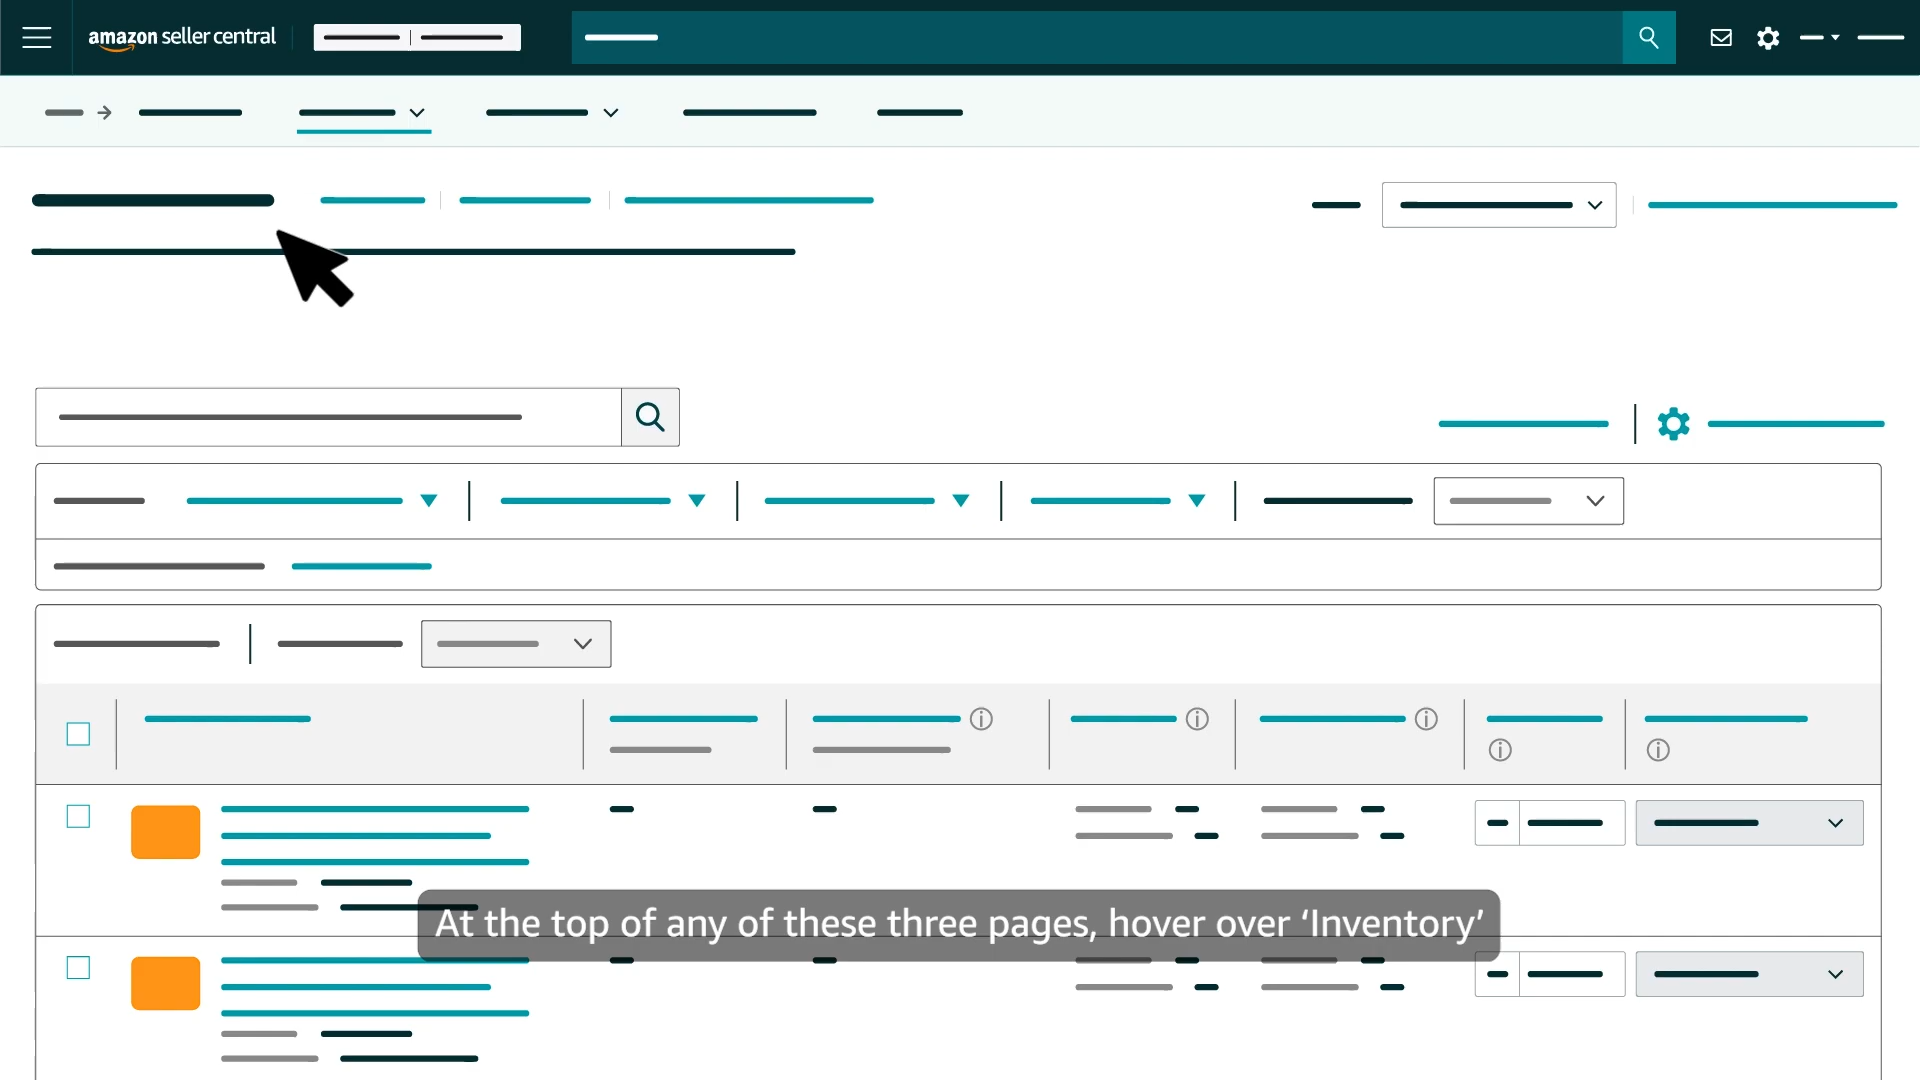 amazon seller central
At the top of any of these three pages, hover over ‘Inventory’